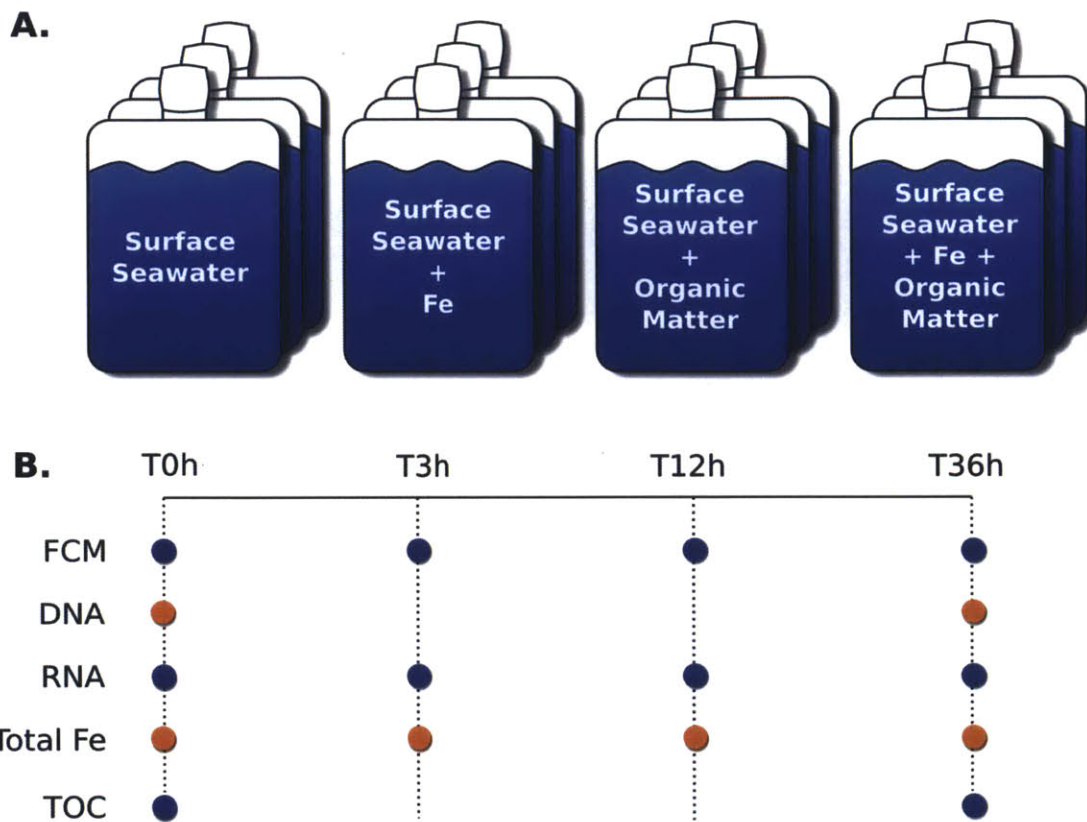 A.
Surface
Seawater
Surface
Seawater
+
Fe
Surface
Seawater
+
Organic
Matter
Surface
Seawater
+ Fe +
Organic
Matter
B.
T0h
T3h
T12h
T36h
FCM
DNA
RNA
Total Fe
TOC